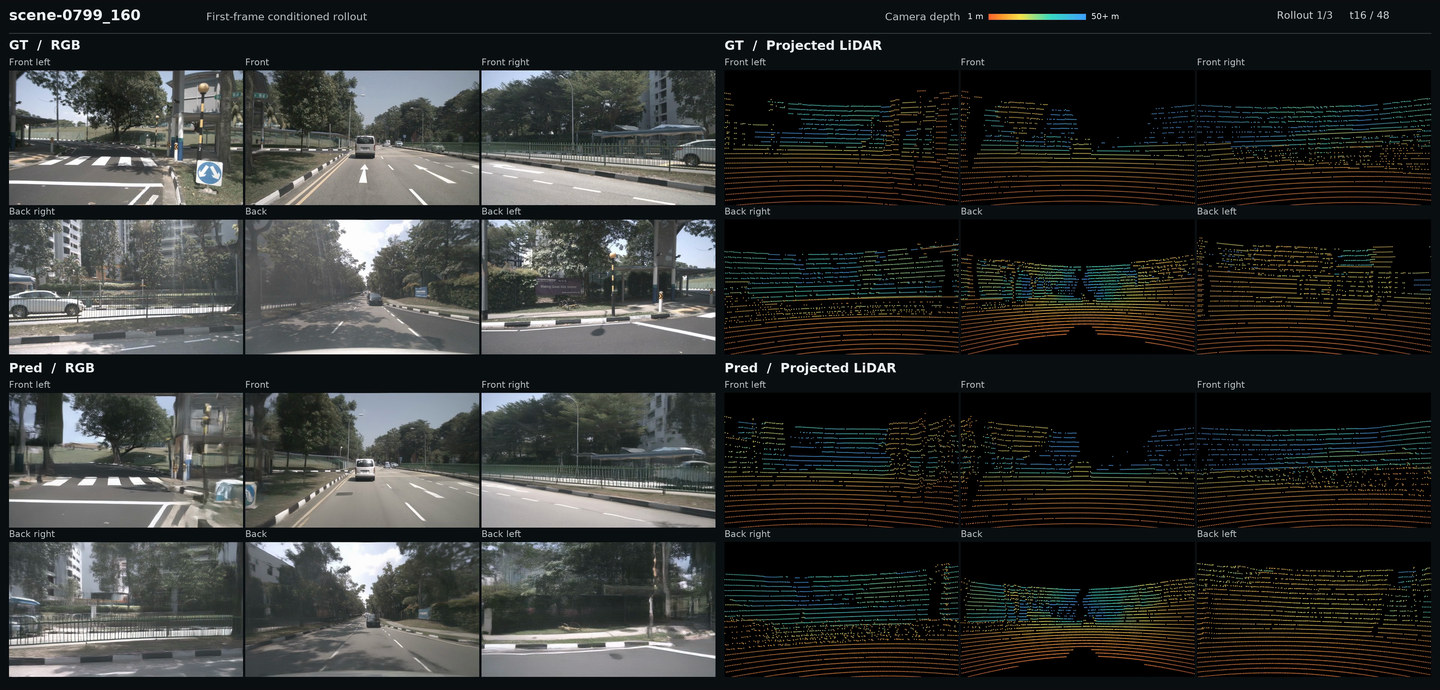 scene-0799_160
First-frame conditioned rollout
Camera depth 1 m 50+ m
Rollout 1/3 t16 / 48
GT / RGB
GT / Projected LiDAR
Front left
Front
Front right
Front left
Front
Front right
Back right
Back
Back left
Back right
Back
Back left
Pred / RGB
Pred / Projected LiDAR
Front left
Front
Front right
Front left
Front
Front right
Back right
Back
Back left
Back right
Back
Back left